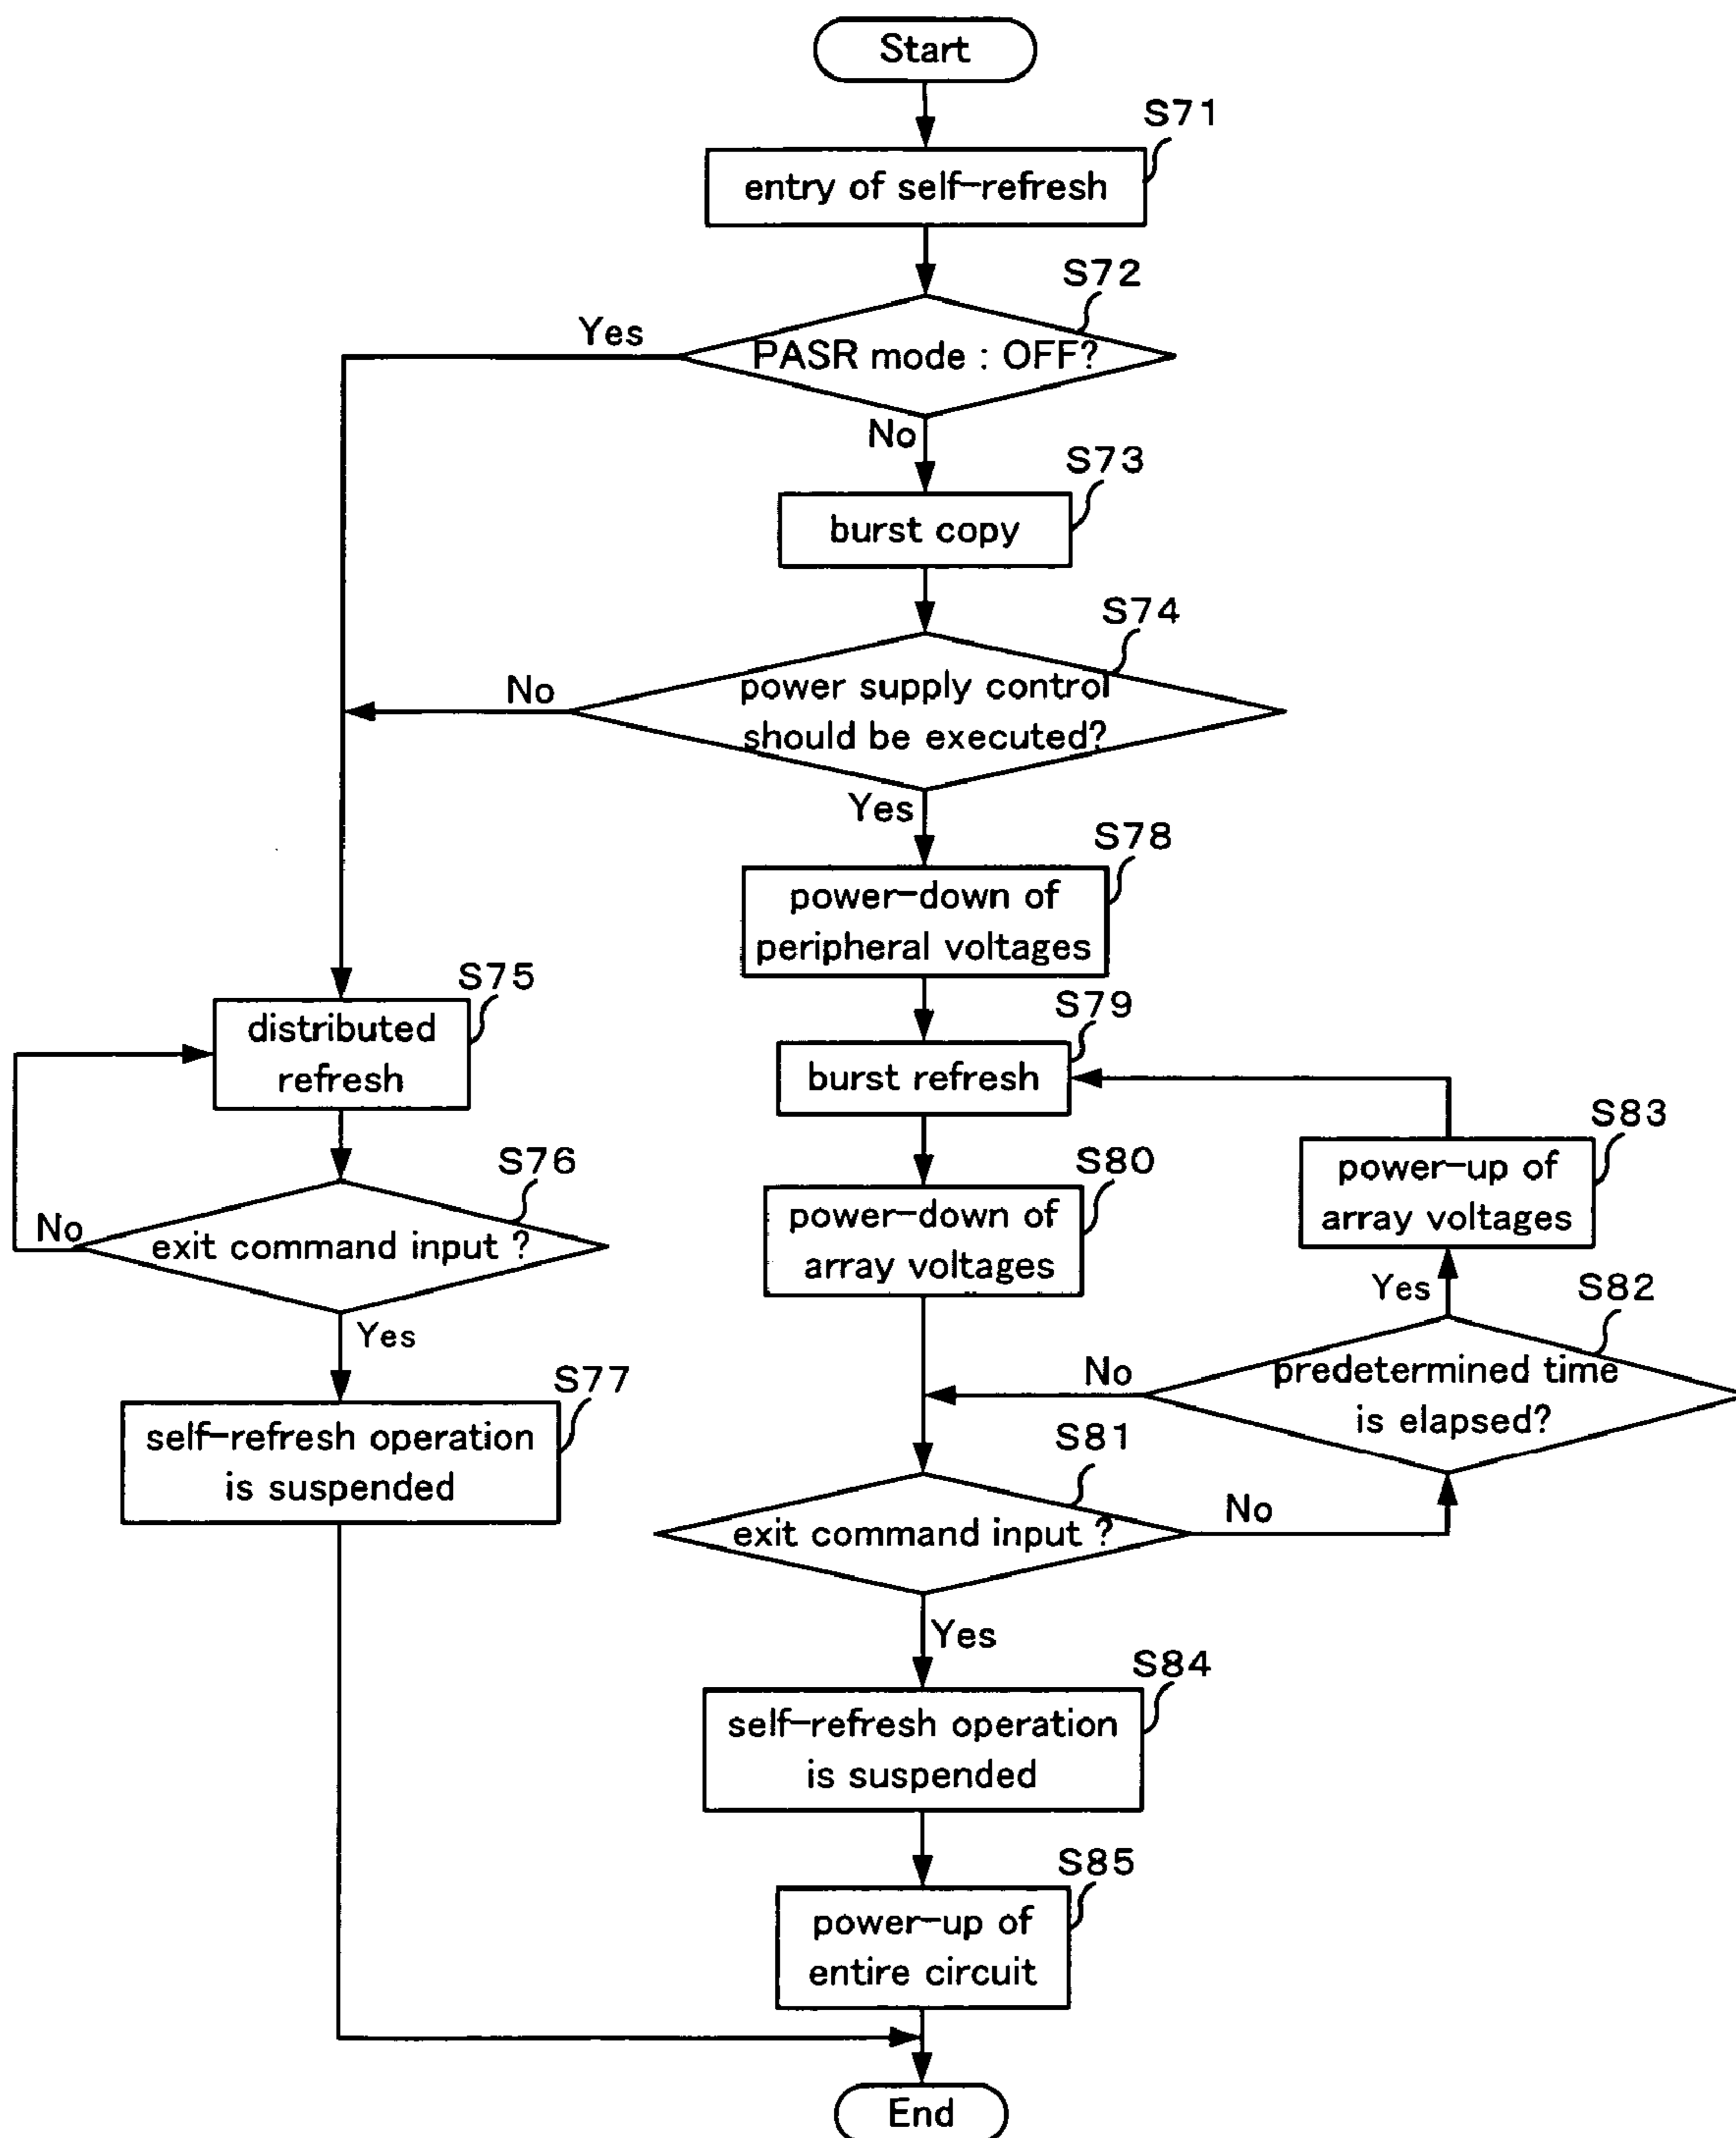 Start
S71
entry of self-refresh
S72
Yes
PASR mode : OFF?
No
S73
burst copy
S74
No
power supply control
should be executed?
Yes
S78
power-down of
peripheral voltages
S75
distributed
refresh
S79
burst refresh
S83
power-up of
array voltages
S76
No
exit command input ?
Yes
S80
power-down of
array voltages
Yes
S82
predetermined time
is elapsed?
No
S77
self-refresh operation
is suspended
S81
exit command input ?
No
Yes
S84
self-refresh operation
is suspended
S85
power-up of
entire circuit
End